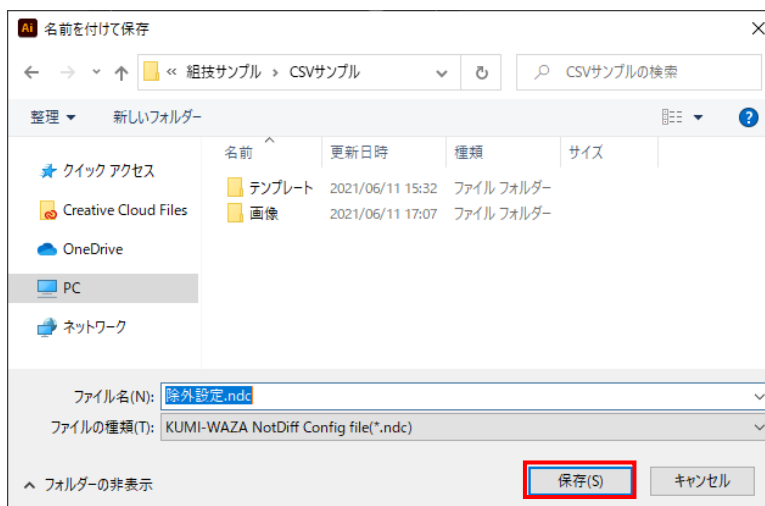 Ai 名前を付けて保存
« 組技サンプル › CSVサンプル CSVサンプルの検索
整理 新しいフォルダー
名前 更新日時 種類 サイズ
クイック アクセス
テンプレート 2021/06/11 15:32 ファイル フォルダー
Creative Cloud Files
画像 2021/06/11 17:07 ファイル フォルダー
OneDrive
PC
ネットワーク
ファイル名(N): 除外設定.ndc
ファイルの種類(T): KUMI-WAZA NotDiff Config file(*.ndc)
フォルダーの非表示 保存(S) キャンセル